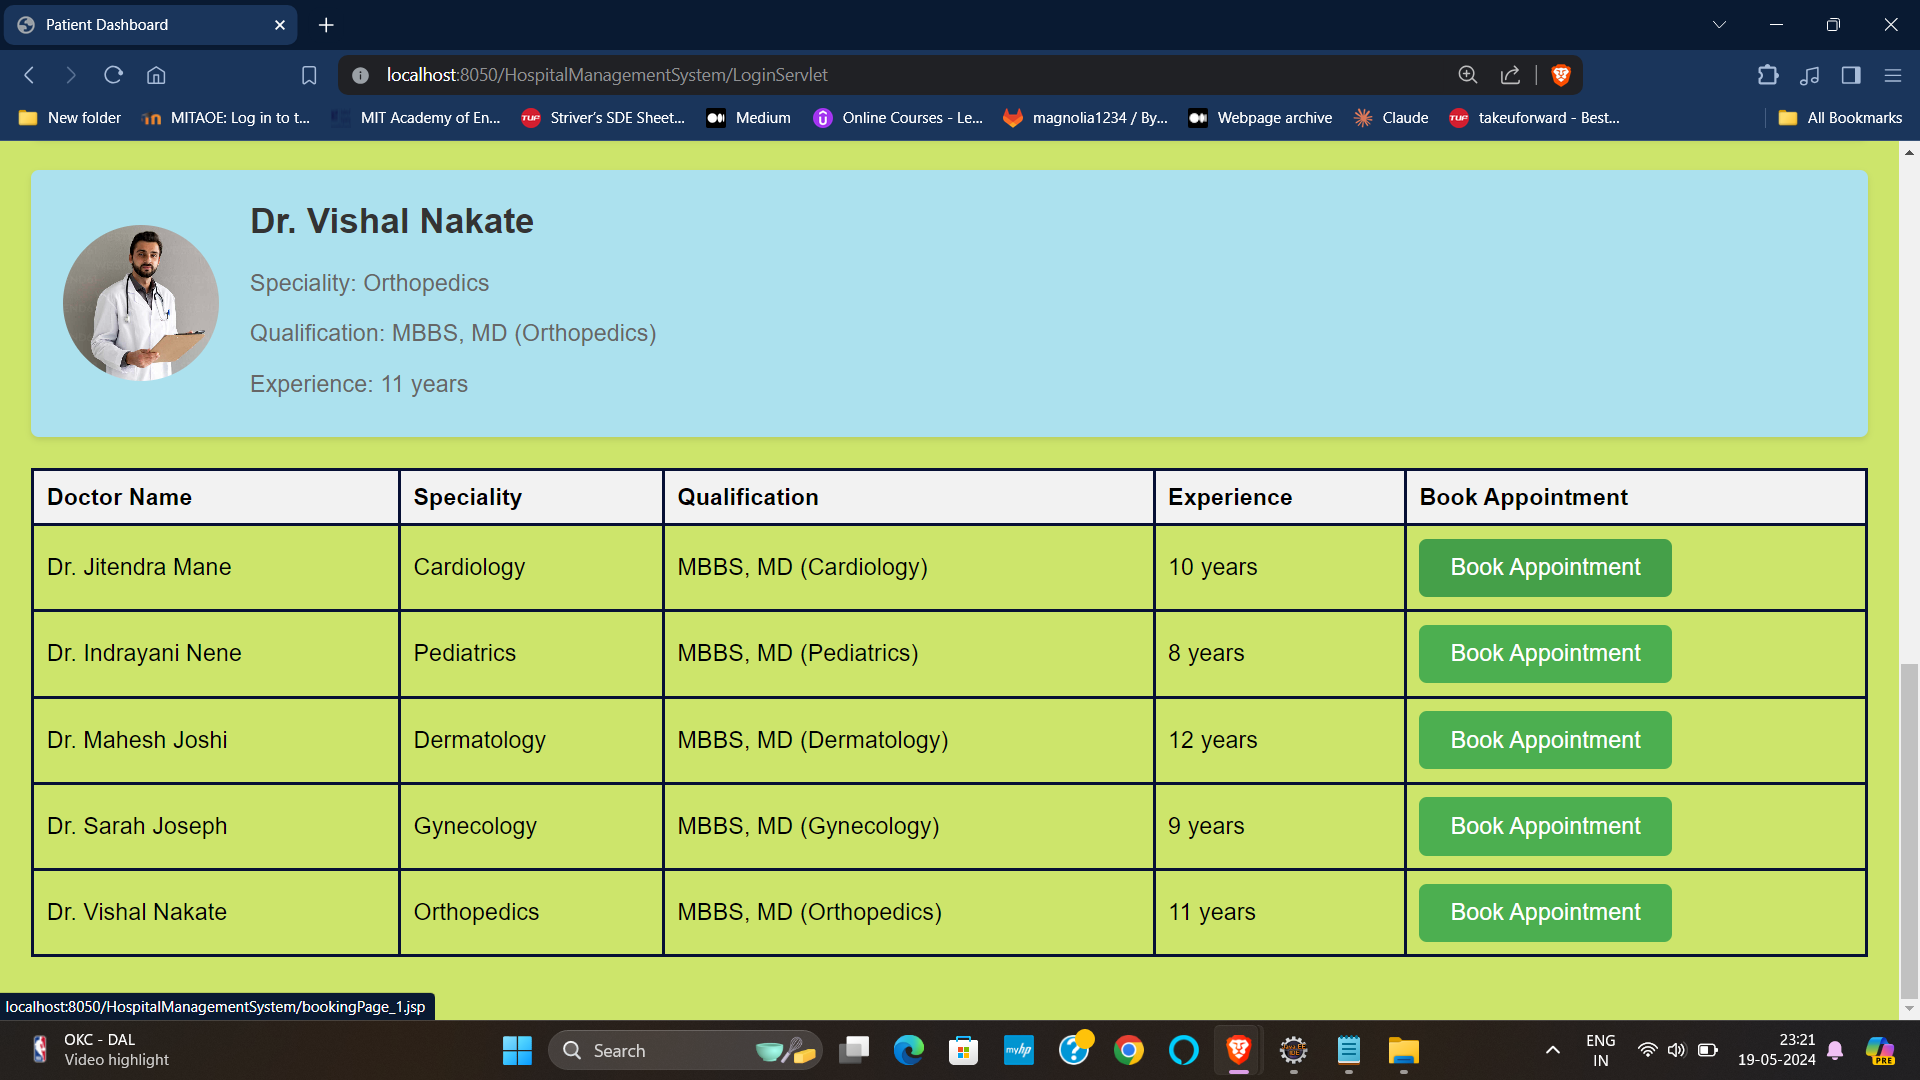 Patient Dashboard
localhost:8050/HospitalManagementSystem/LoginServlet
New folder
MITAOE: Log in to t...
MIT Academy of En...
TUF
Striver's SDE Sheet...
Medium
Online Courses - Le...
magnolia1234 / By...
Webpage archive
Claude
TUF
takeuforward - Best...
All Bookmarks
Dr. Vishal Nakate
Speciality: Orthopedics
Qualification: MBBS, MD (Orthopedics)
Experience: 11 years
Doctor Name Speciality Qualification Experience Book Appointment
Dr. Jitendra Mane Cardiology MBBS, MD (Cardiology) 10 years Book Appointment
Dr. Indrayani Nene Pediatrics MBBS, MD (Pediatrics) 8 years Book Appointment
Dr. Mahesh Joshi Dermatology MBBS, MD (Dermatology) 12 years Book Appointment
Dr. Sarah Joseph Gynecology MBBS, MD (Gynecology) 9 years Book Appointment
Dr. Vishal Nakate Orthopedics MBBS, MD (Orthopedics) 11 years Book Appointment
localhost:8050/HospitalManagementSystem/bookingPage_1.jsp
OKC - DAL
Video highlight
Search
myhp
ENG
IN
23:21
19-05-2024
PRE